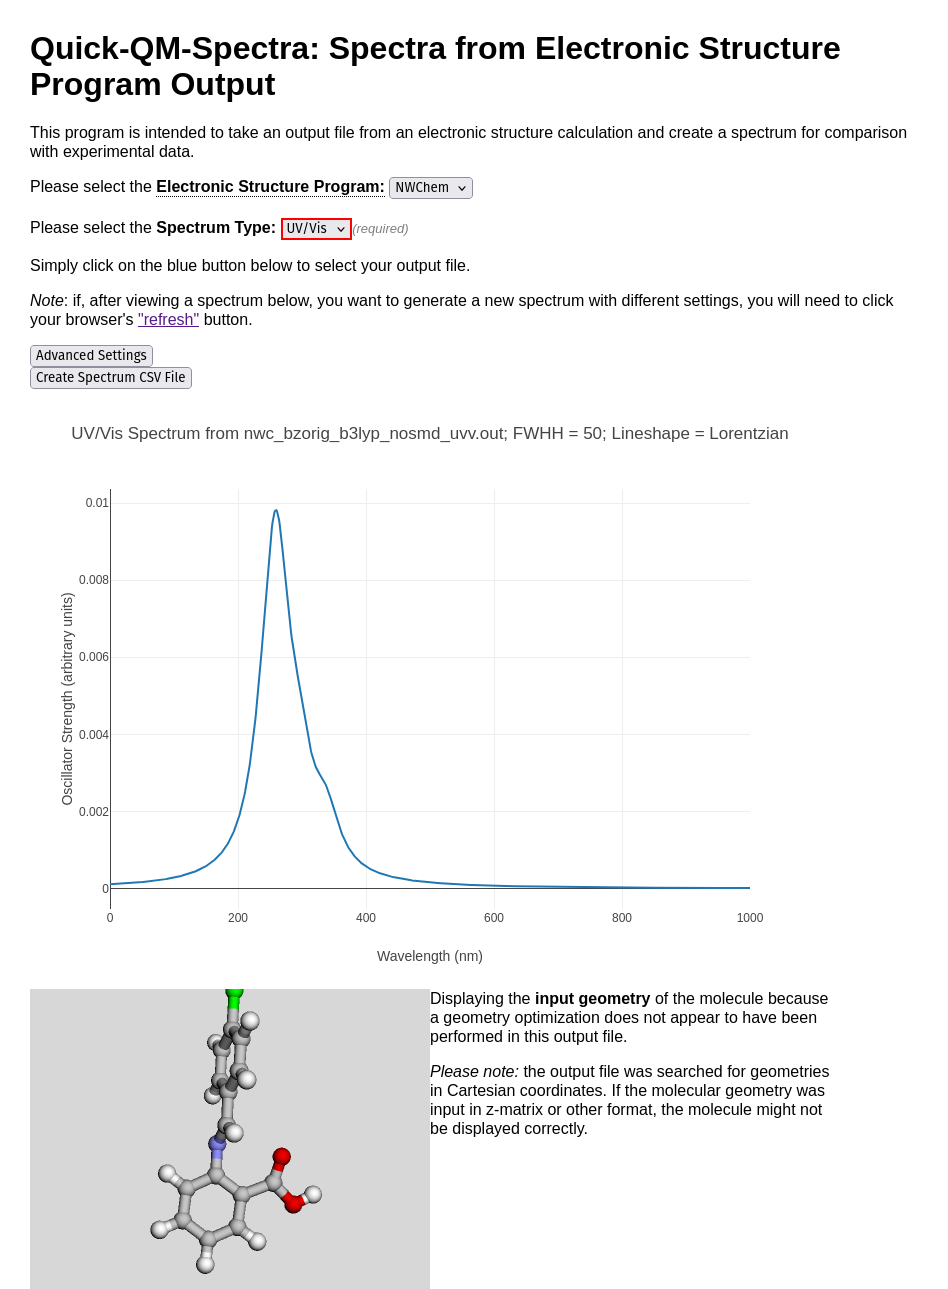 Quick-QM-Spectra: Spectra from Electronic Structure
Program Output
This program is intended to take an output file from an electronic structure calculation and create a spectrum for comparison
with experimental data.
Please select the Electronic Structure Program: NWChem
Please select the Spectrum Type: UV/Vis (required)
Simply click on the blue button below to select your output file.
Note: if, after viewing a spectrum below, you want to generate a new spectrum with different settings, you will need to click
your browser's "refresh" button.
Advanced Settings
Create Spectrum CSV File
UV/Vis Spectrum from nwc_bzorig_b3lyp_nosmd_uvv.out; FWHH = 50; Lineshape = Lorentzian
0.01
0.008
0.006
0.004
0.002
0
Oscillator Strength (arbitrary units)
0 200 400 600 800 1000
Wavelength (nm)
Displaying the input geometry of the molecule because
a geometry optimization does not appear to have been
performed in this output file.
Please note: the output file was searched for geometries
in Cartesian coordinates. If the molecular geometry was
input in z-matrix or other format, the molecule might not
be displayed correctly.